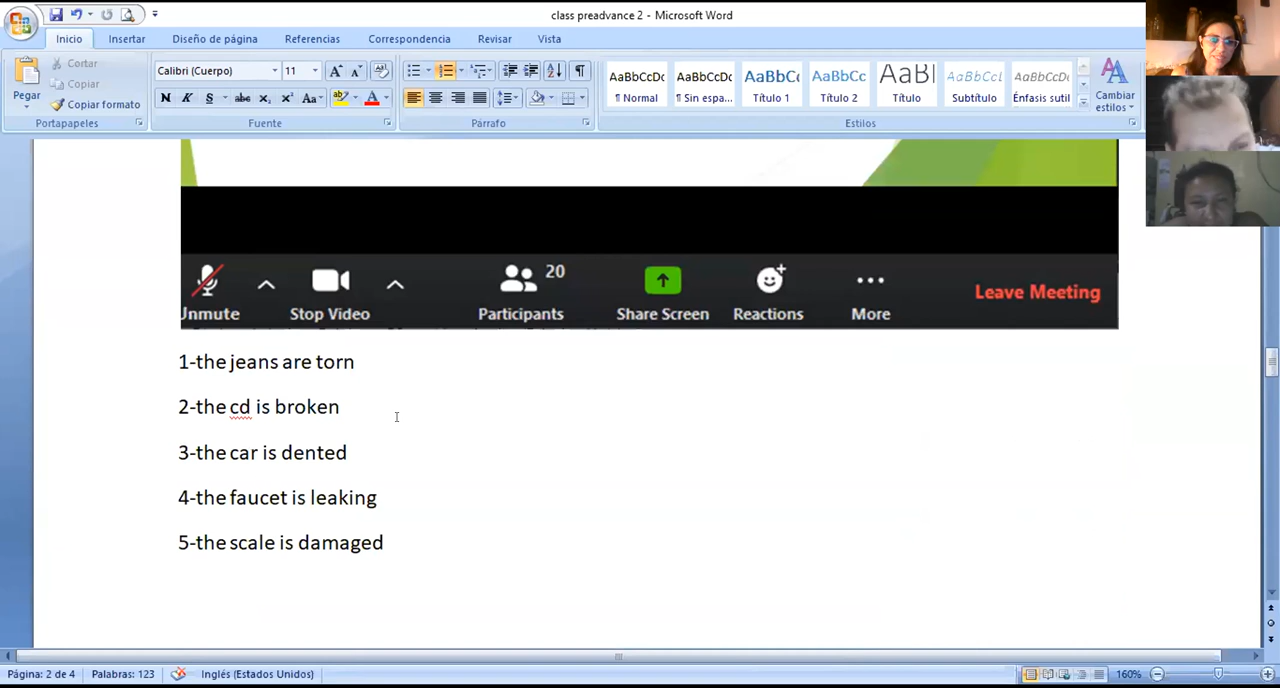 class preadvance 2 - Microsoft Word
Inicio Insertar Diseño de página Referencias Correspondencia Revisar Vista
Pegar
Cortar
Copiar
Copiar formato
Portapapeles
Calibri (Cuerpo) 11
N K S abc X₂ X² Aa
Fuente
Párrafo
AaBbCcDc AaBbCcDc AaBbC AaBbCc AaBl AaBbCcL AaBbCcDc
¶ Normal ¶ Sin espa... Título 1 Título 2 Título Subtítulo Énfasis sutil
Estilos
Cambiar
estilos
20
Unmute Stop Video Participants Share Screen Reactions More Leave Meeting
1-the jeans are torn
2-the cd is broken
3-the car is dented
4-the faucet is leaking
5-the scale is damaged
Página: 2 de 4 Palabras: 123 Inglés (Estados Unidos) 160%